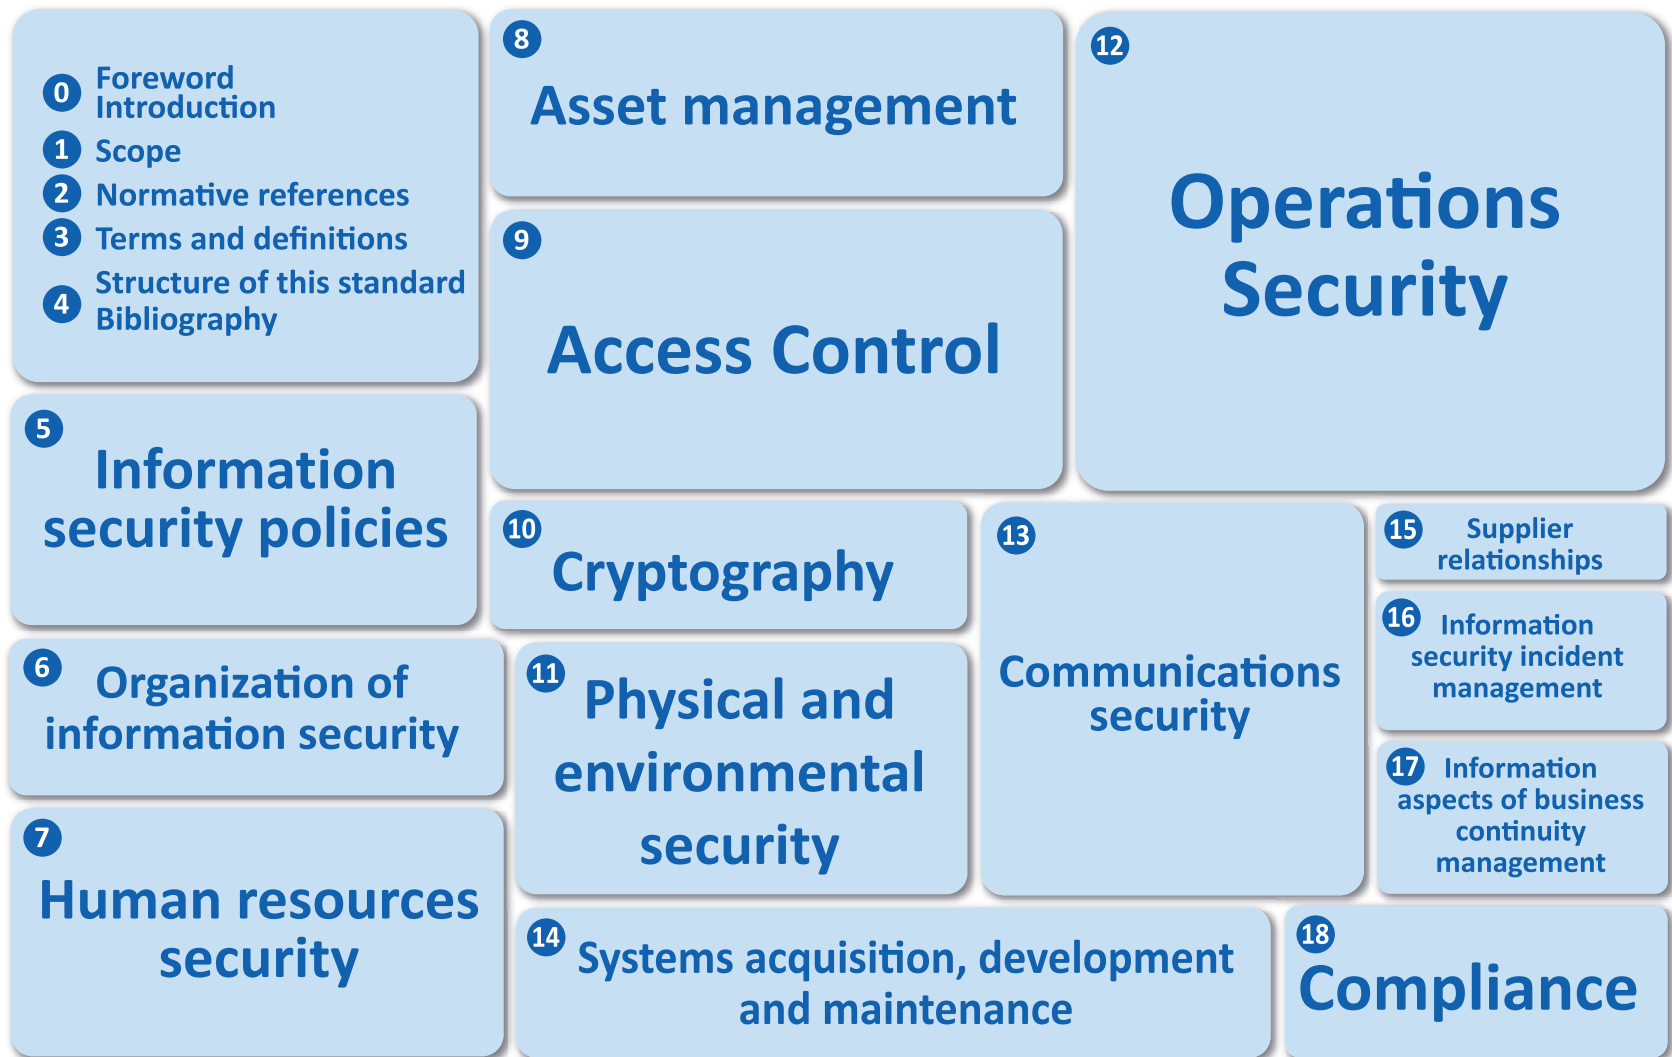 0
Foreword
Introduction
1 Scope
2 Normative references
3 Terms and definitions
4
Structure of this standard
Bibliography
5
Information
security policies
6
Organization of
information security
7
Human resources
security
8
Asset management
9
Access Control
10
Cryptography
11
Physical and
environmental
security
12
Operations
Security
13
Communications
security
14
Systems acquisition, development
and maintenance
15
Supplier
relationships
16
Information
security incident
management
17
Information
aspects of business
continuity
management
18
Compliance